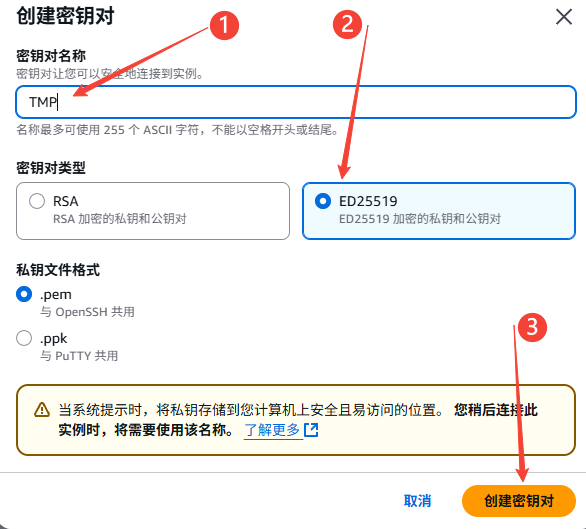 创建密钥对
1
2
密钥对名称
密钥对让您可以安全地连接到实例。
TMP
名称最多可使用 255 个 ASCII 字符，不能以空格开头或结尾。
密钥对类型
RSA
RSA 加密的私钥和公钥对
ED25519
ED25519 加密的私钥和公钥对
私钥文件格式
.pem
与 OpenSSH 共用
.ppk
与 PuTTY 共用
3
当系统提示时，将私钥存储到您计算机上安全且易访问的位置。 您稍后连接此
实例时，将需要使用该名称。 了解更多
取消
创建密钥对